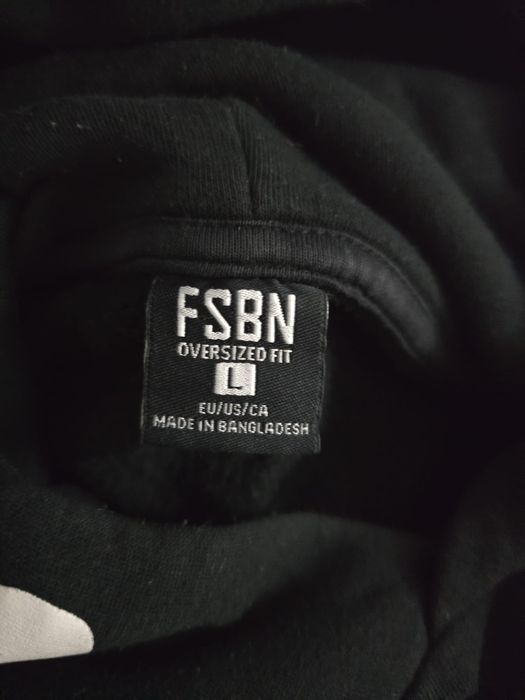 FSBN
OVERSIZED FIT
L
EU/US/CA
MADE IN BANGLADESH